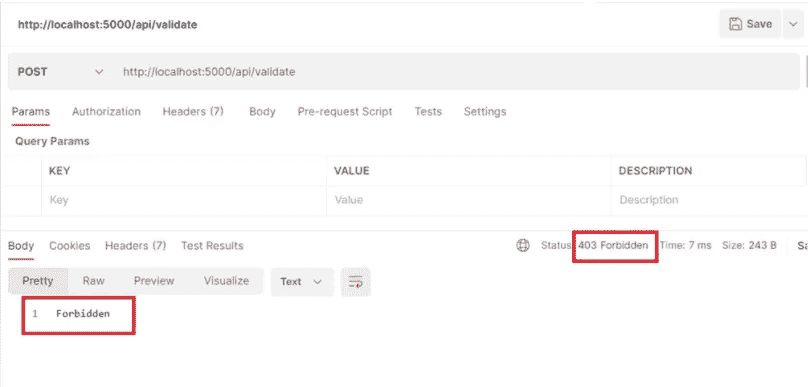 http://localhost:5000/api/validate
Save
POST http://localhost:5000/api/validate
Params Authorization Headers (7) Body Pre-request Script Tests Settings
Query Params
KEY VALUE DESCRIPTION
Key Value Description
Body Cookies Headers (7) Test Results Status 403 Forbidden Time: 7 ms Size: 243 B Sa
Pretty Raw Preview Visualize Text
1 Forbidden